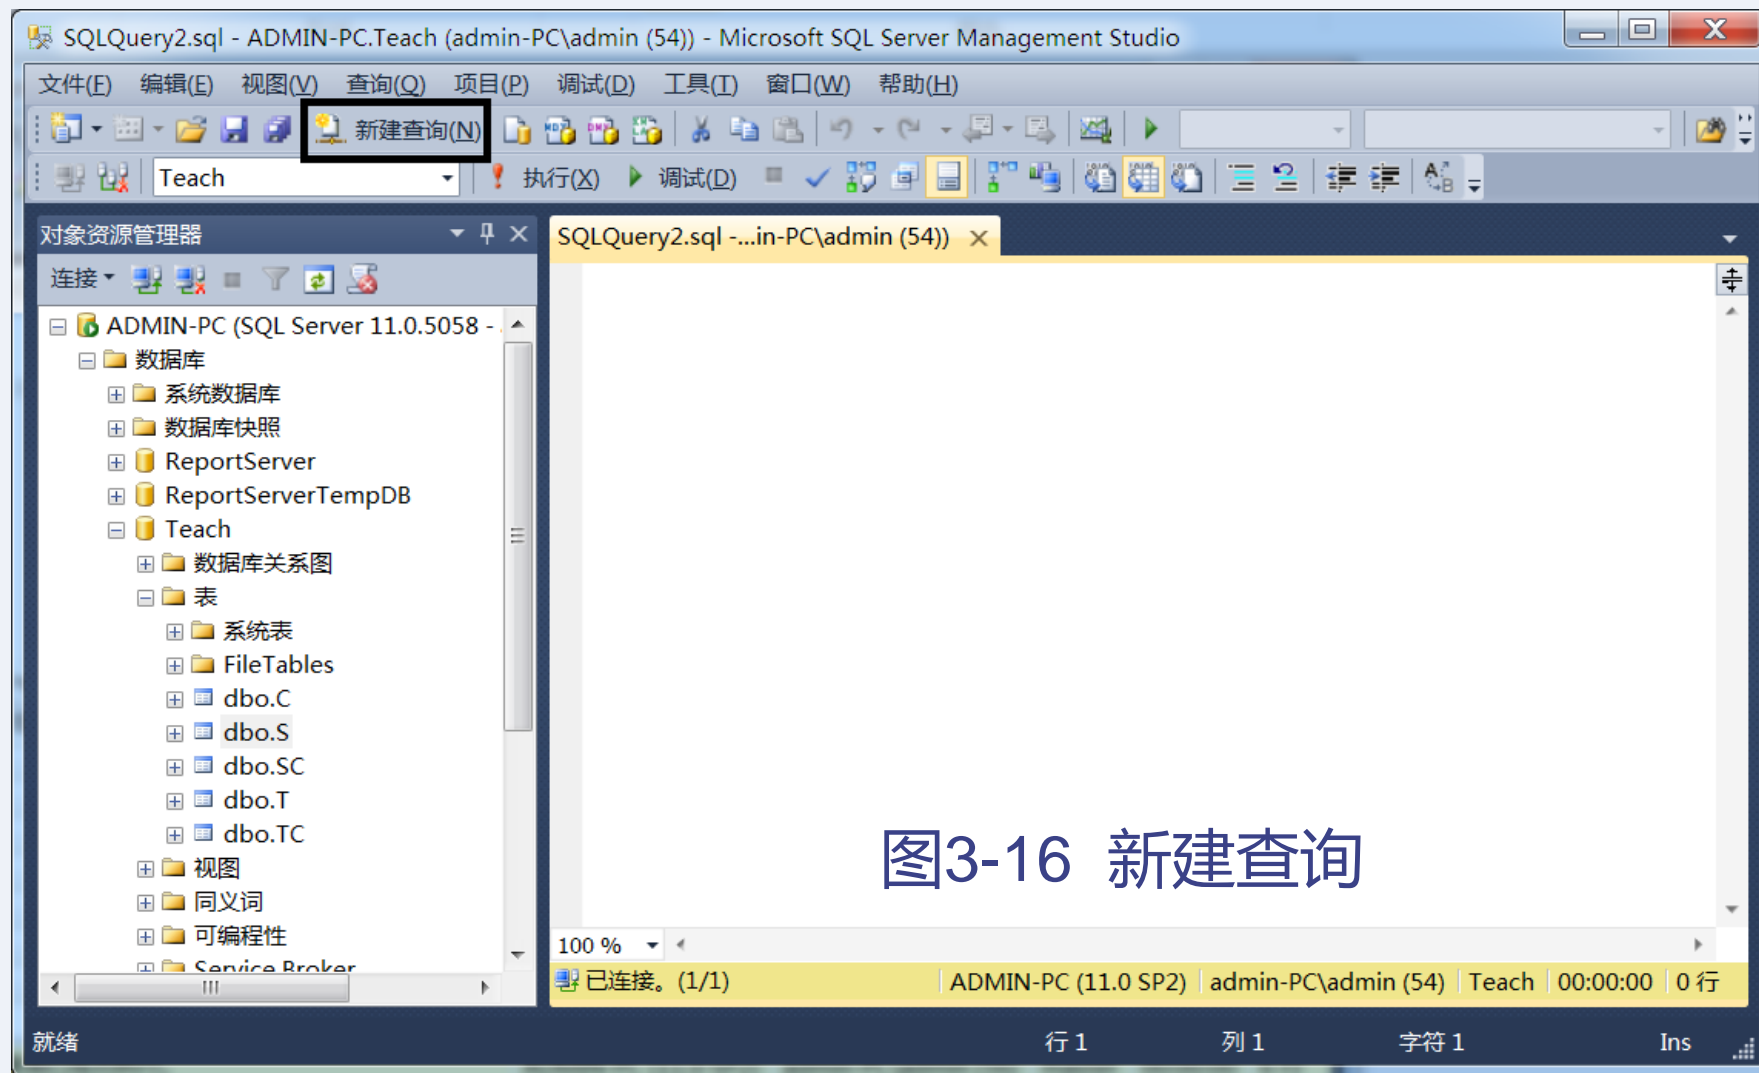 SQLQuery2.sql - ADMIN-PC.Teach (admin-PC\admin (54)) - Microsoft SQL Server Management Studio
文件(F) 编辑(E) 视图(V) 查询(Q) 项目(P) 调试(D) 工具(T) 窗口(W) 帮助(H)
新建查询(N)
Teach 执行(X) 调试(D)
对象资源管理器
SQLQuery2.sql -...in-PC\admin (54))
连接
ADMIN-PC (SQL Server 11.0.5058 -
数据库
系统数据库
数据库快照
ReportServer
ReportServerTempDB
Teach
数据库关系图
表
系统表
FileTables
dbo.C
dbo.S
dbo.SC
dbo.T
dbo.TC
视图
同义词
可编程性
Service Broker
图3-16 新建查询
100 %
已连接。(1/1) ADMIN-PC (11.0 SP2) admin-PC\admin (54) Teach 00:00:00 0 行
就绪 行 1 列 1 字符 1 Ins